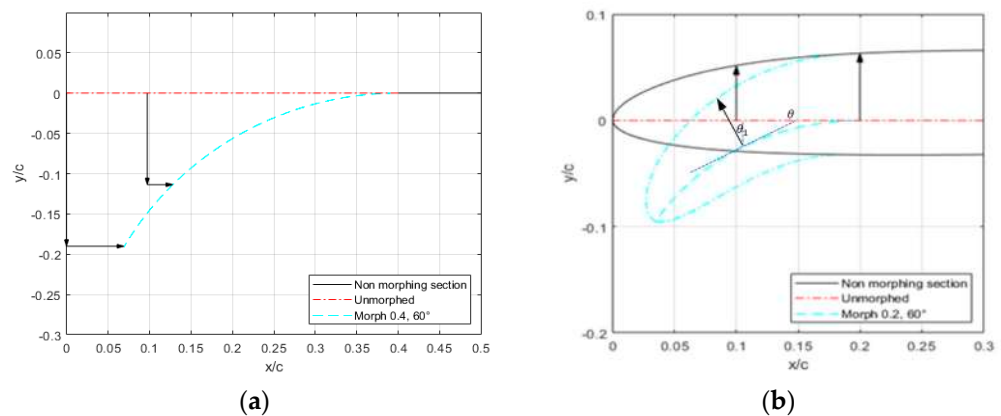 0.05
0
-0.05
-0.1
-0.15
-0.2
-0.25
-0.3
y/c
0 0.05 0.1 0.15 0.2 0.25 0.3 0.35 0.4 0.45 0.5
x/c
Non morphing section
Unmorphed
Morph 0.4, 60°
(a)
0.1
0
-0.1
-0.2
y/c
θ
θ₁
0 0.05 0.1 0.15 0.2 0.25 0.3
x/c
Non morphing section
Unmorphed
Morph 0.2, 60°
(b)